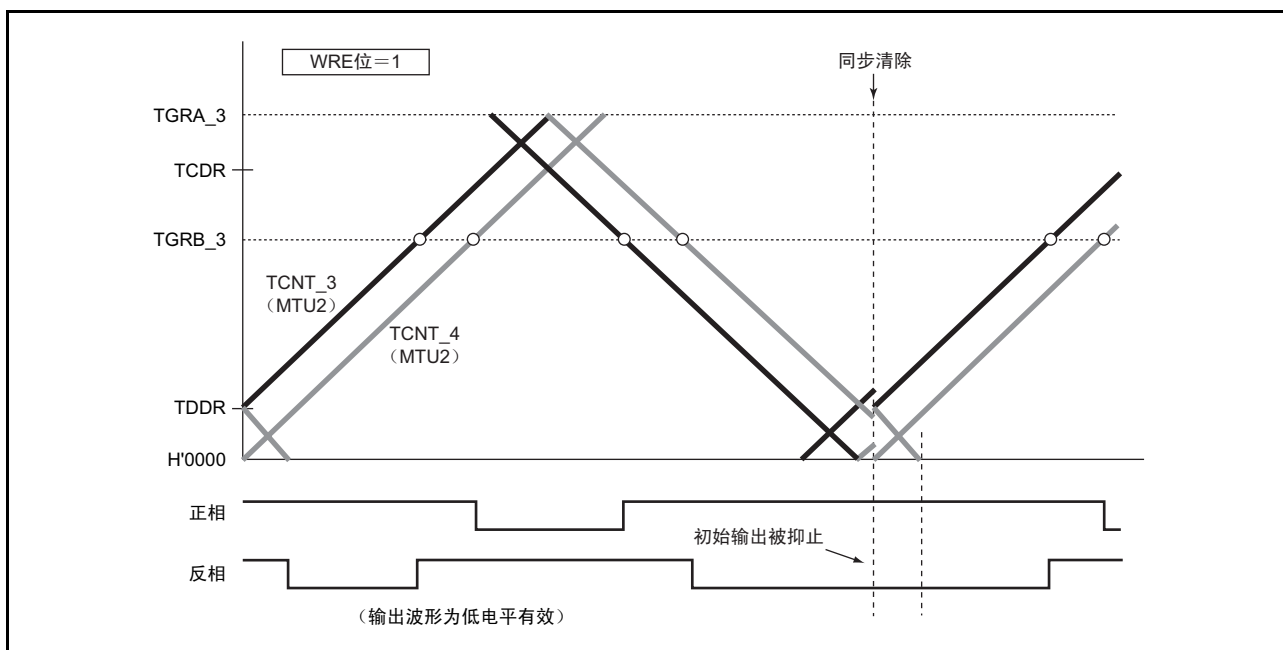 WRE位=1
同步清除
TGRA_3
TCDR
TGRB_3
TCNT_3
(MTU2)
TCNT_4
(MTU2)
TDDR
H'0000
正相
初始输出被抑止
反相
(输出波形为低电平有效)